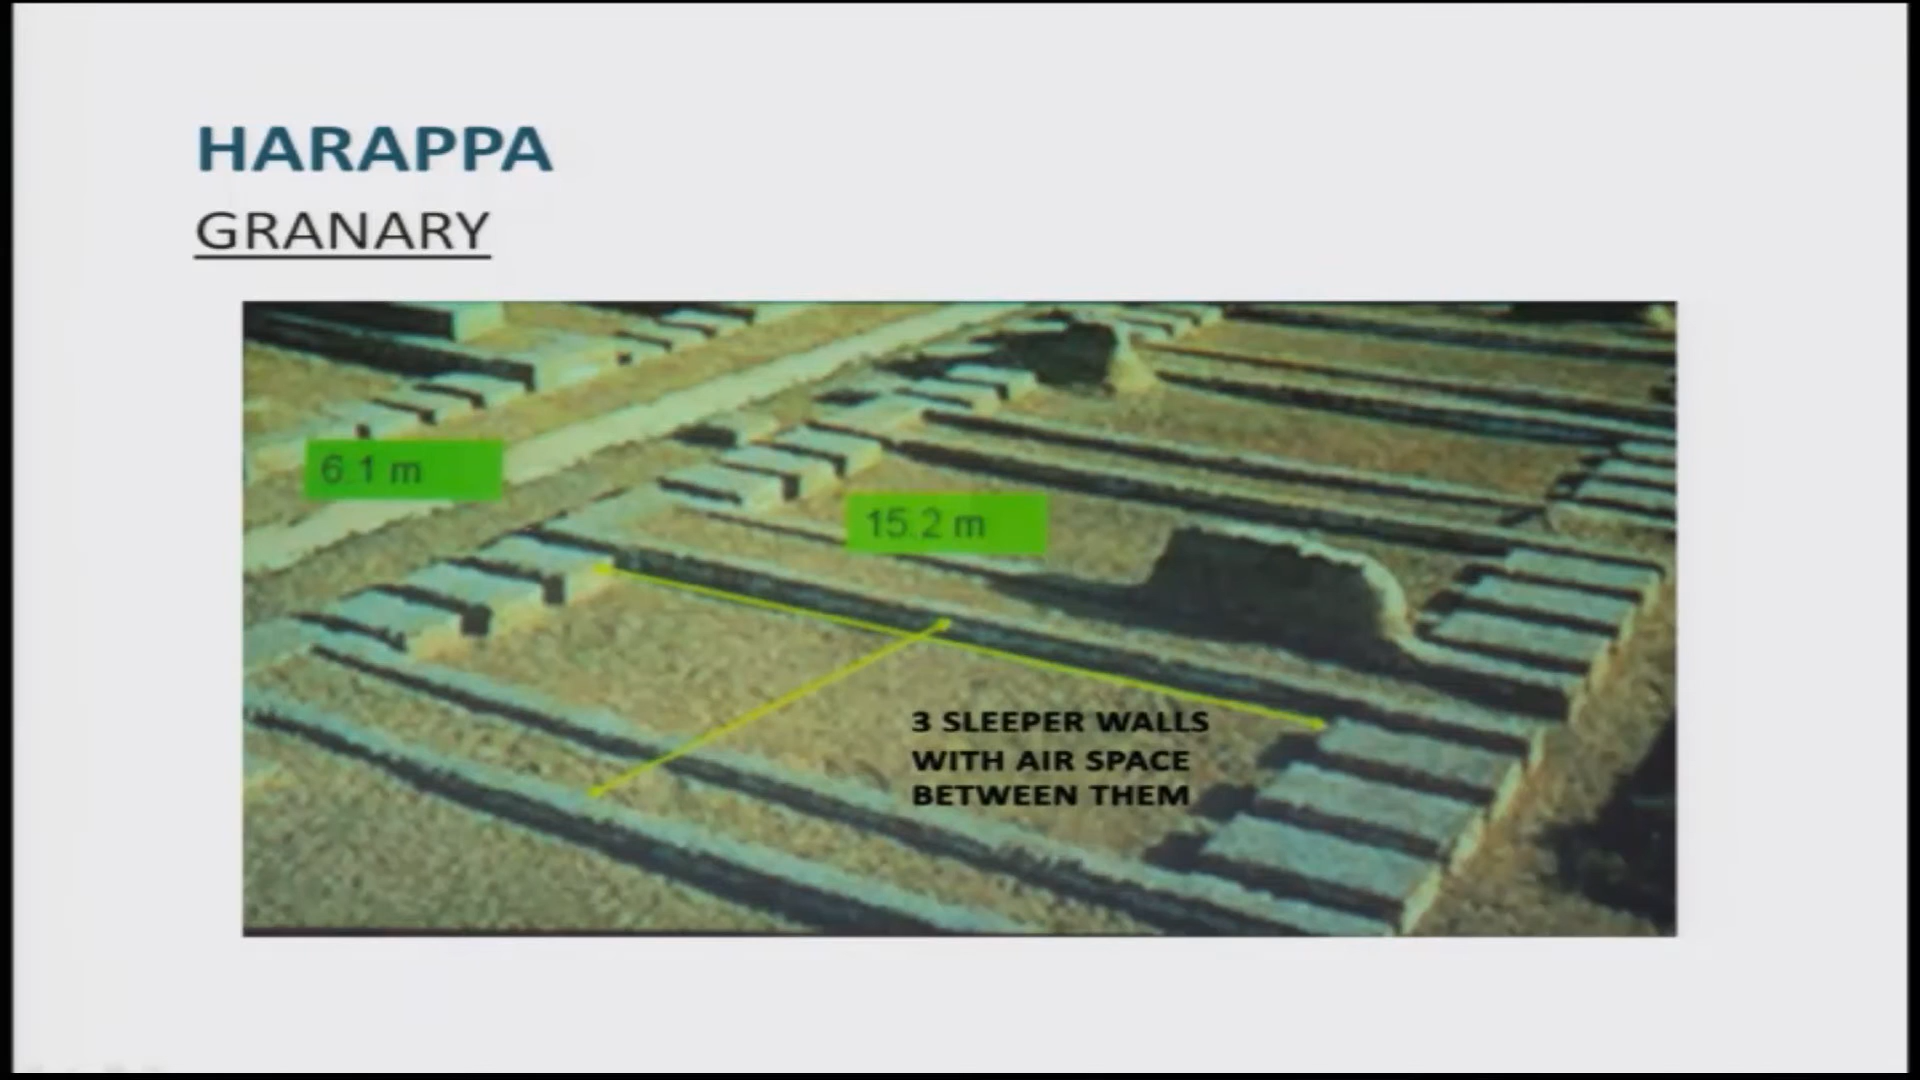 HARAPPA
GRANARY
6.1 m
15.2 m
3 SLEEPER WALLS
WITH AIR SPACE
BETWEEN THEM